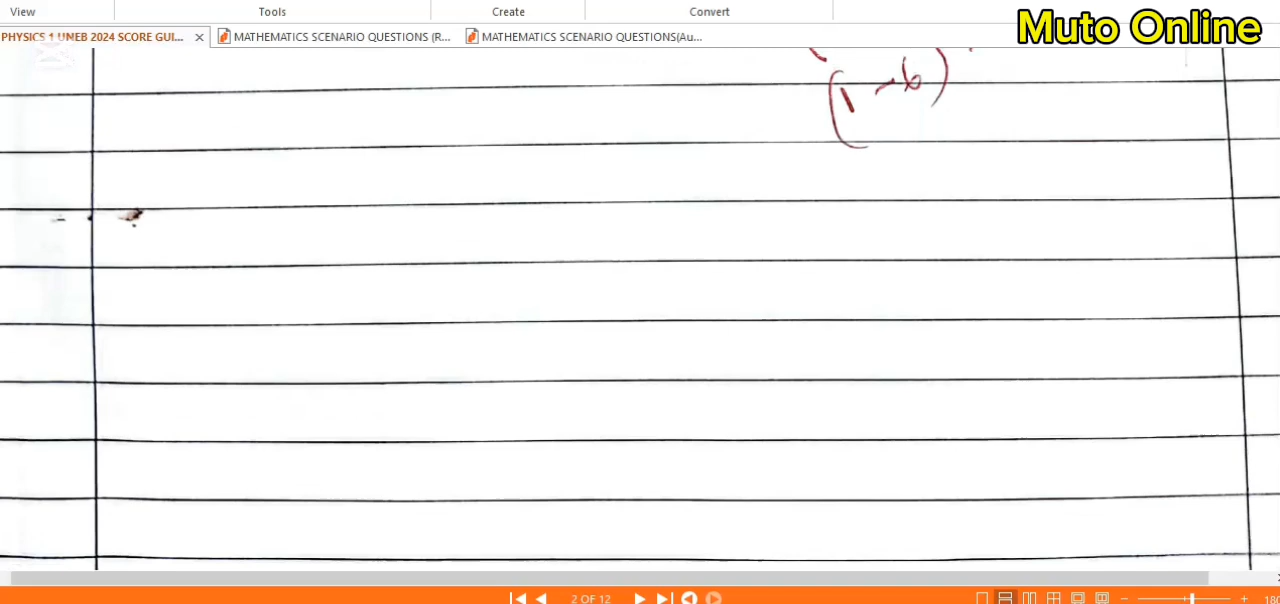 View Tools Create Convert
Muto Online
PHYSICS 1 UNEB 2024 SCORE GUI... × MATHEMATICS SCENARIO QUESTIONS (R... MATHEMATICS SCENARIO QUESTIONS(Au...
(1-6)
2 OF 12